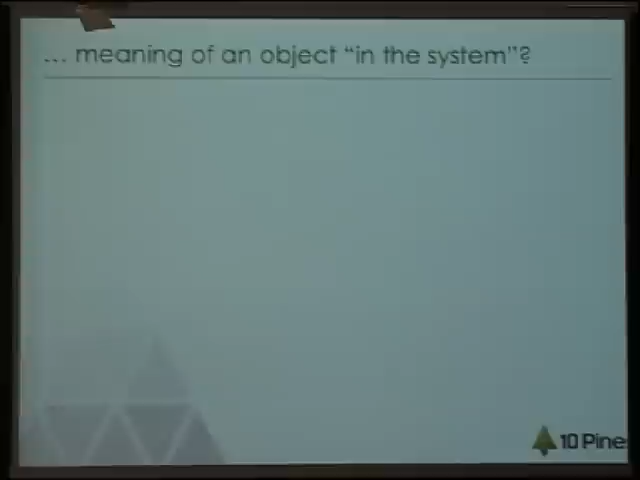 ... meaning of an object “in the system”?
10 Pine